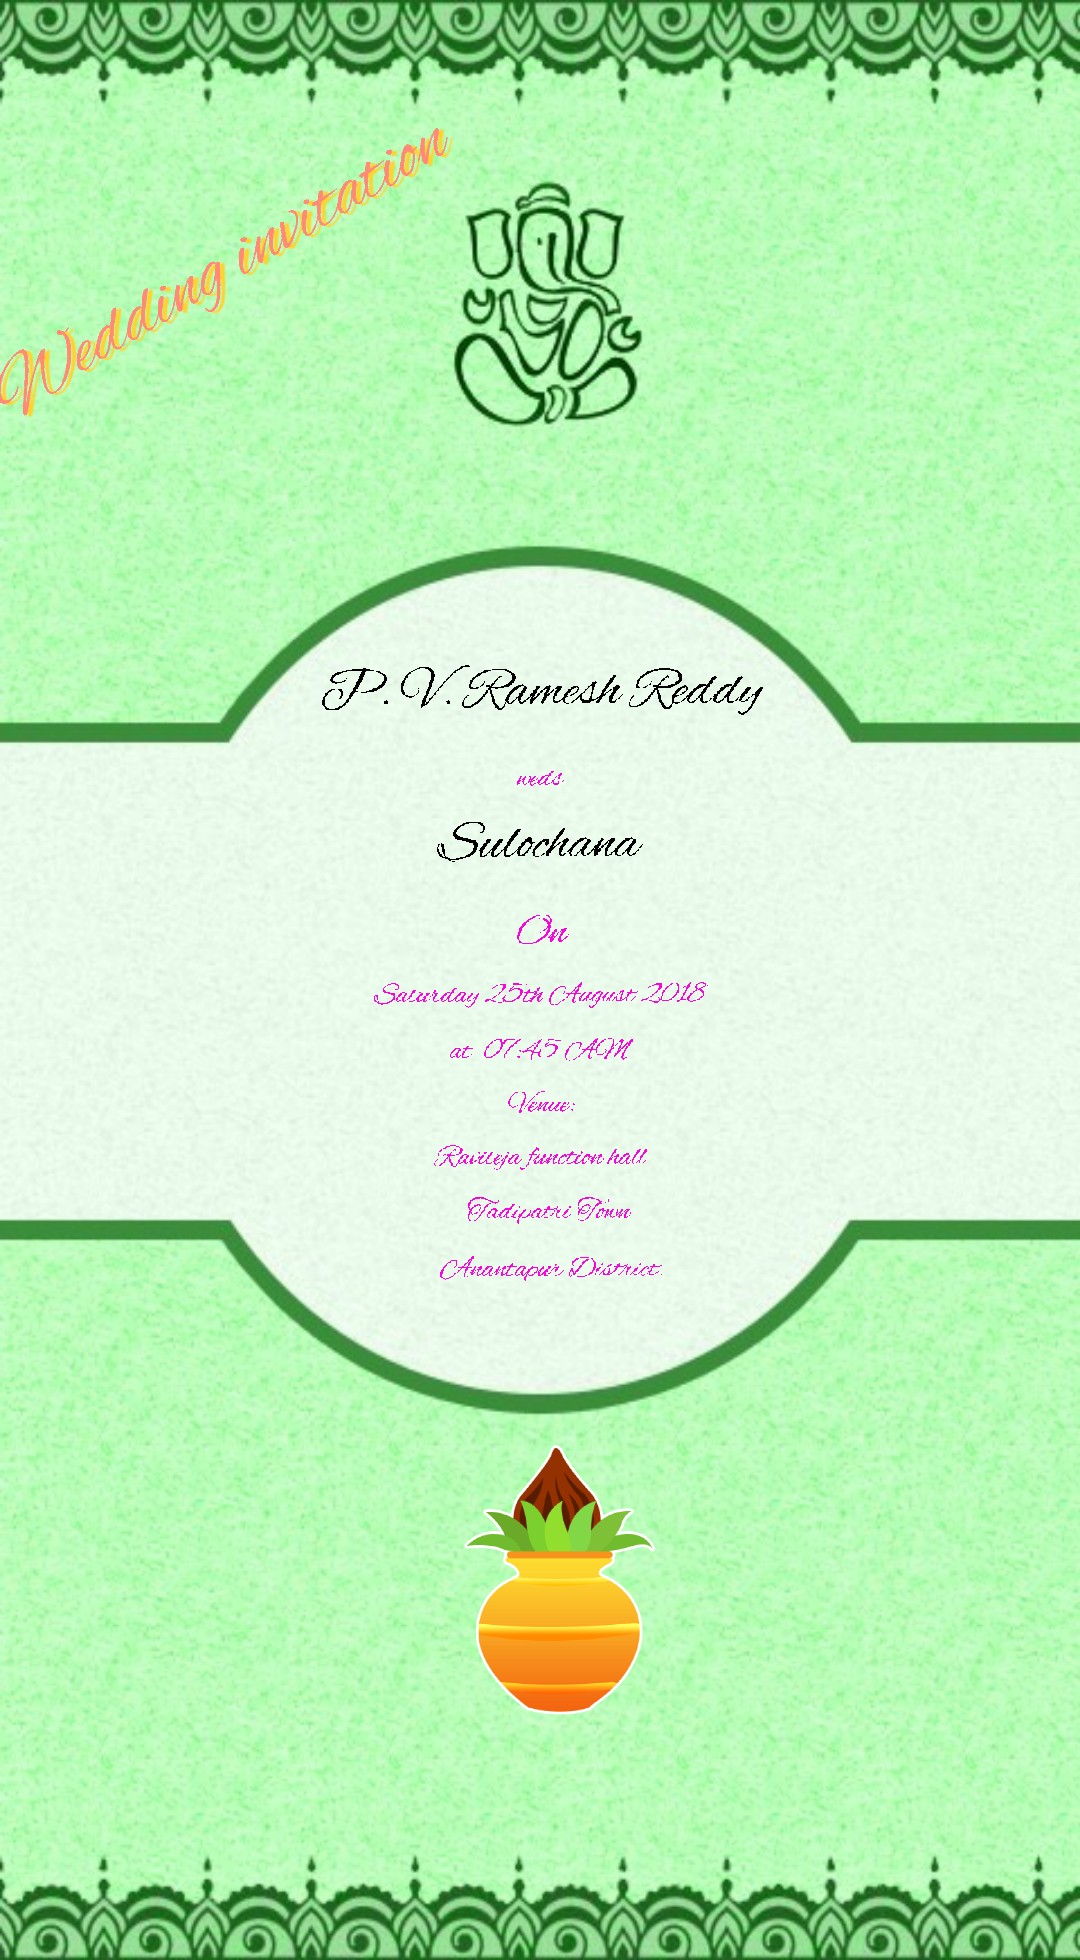 Wedding invitation
P. V. Ramesh Reddy
weds
Sulochana
On
Saturday 25th August 2018
at 07:45 AM
Venue:
Raviteja function hall
Tadipatri Town
Anantapur District.